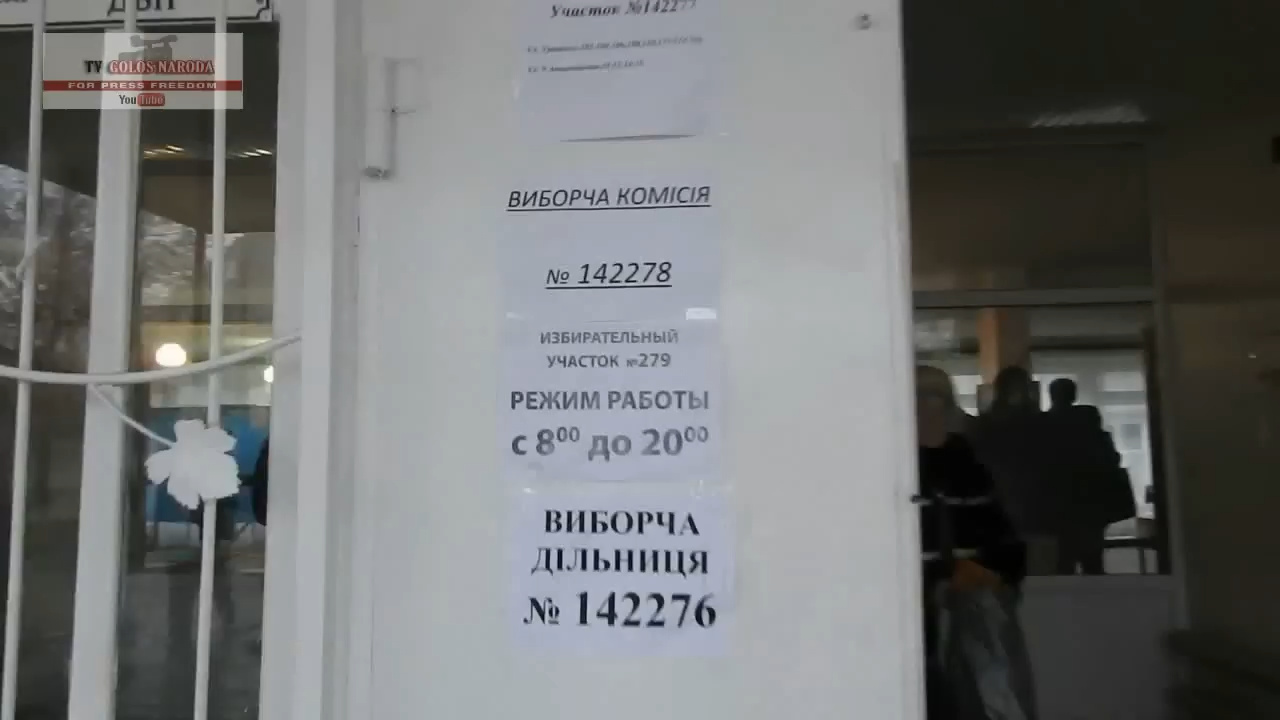 TV GOLOS NARODA
FOR PRESS FREEDOM
YouTube
Участок №142277
ВИБОРЧА КОМІСІЯ
№ 142278
ИЗБИРАТЕЛЬНЫЙ
УЧАСТОК №279
РЕЖИМ РАБОТЫ
с 8⁰⁰ до 20⁰⁰
ВИБОРЧА
ДІЛЬНИЦЯ
№ 142276